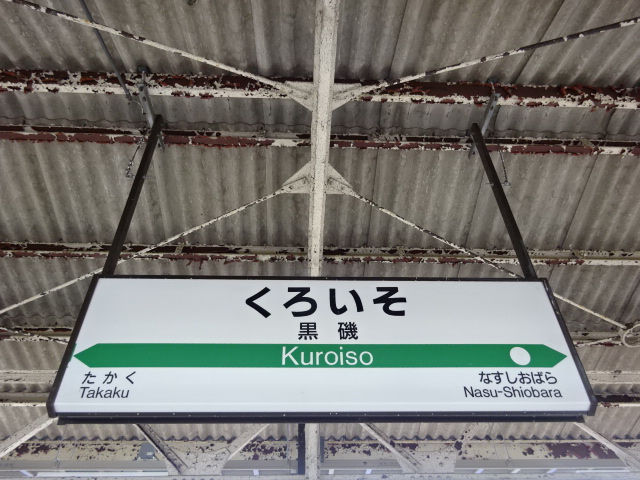 くろいそ
黒磯
Kuroiso
たかく なすしおばら
Takaku Nasu-Shiobara